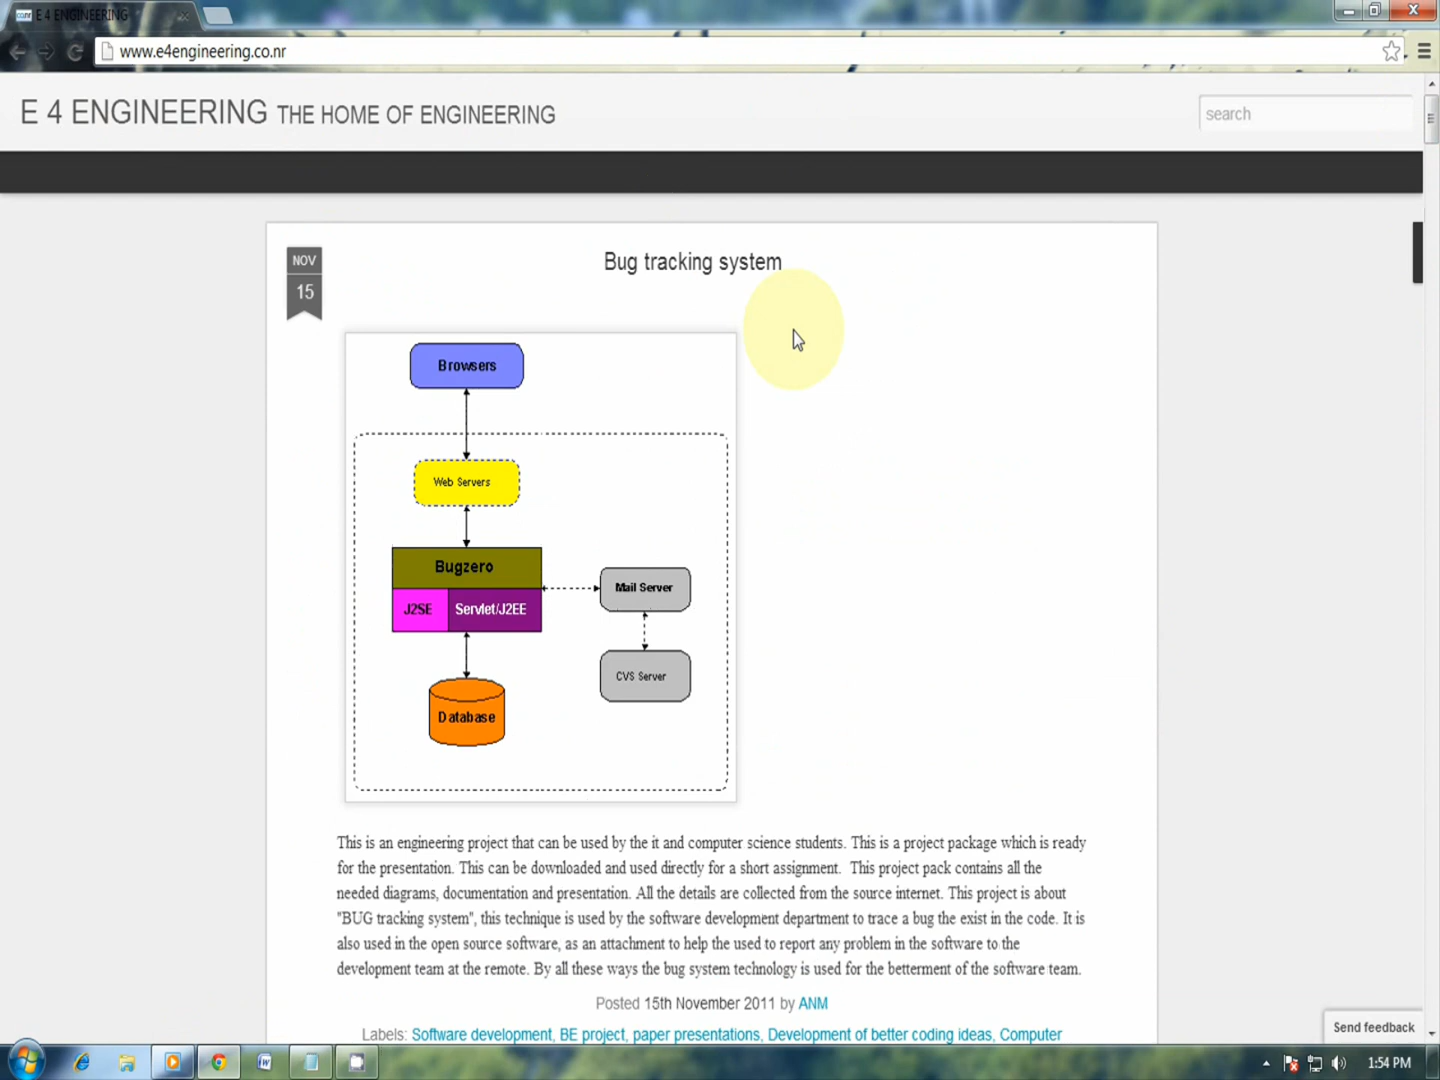 E 4 ENGINEERING
www.e4engineering.co.nr
E 4 ENGINEERING THE HOME OF ENGINEERING
search
NOV
15
Bug tracking system
Browsers
Web Servers
Bugzero
J2SE
Servlet/J2EE
Mail Server
CVS Server
Database
This is an engineering project that can be used by the it and computer science students. This is a project package which is ready
for the presentation. This can be downloaded and used directly for a short assignment.  This project pack contains all the
needed diagrams, documentation and presentation. All the details are collected from the source internet. This project is about
"BUG tracking system", this technique is used by the software development department to trace a bug the exist in the code. It is
also used in the open source software, as an attachment to help the used to report any problem in the software to the
development team at the remote. By all these ways the bug system technology is used for the betterment of the software team.
Posted 15th November 2011 by ANM
Labels: Software development, BE project, paper presentations, Development of better coding ideas, Computer
Send feedback
1:54 PM